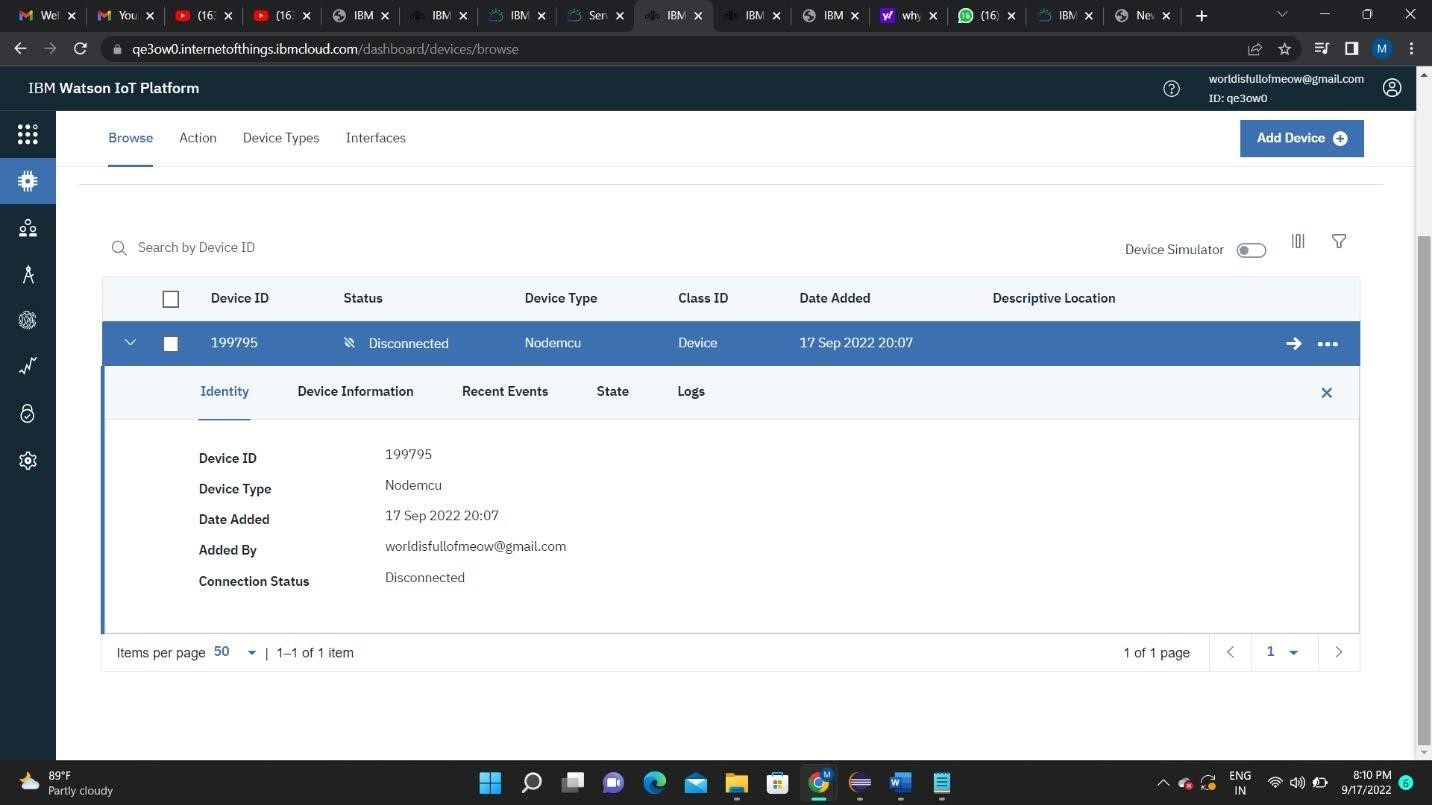 Wel
You
(16:
(16:
IBM
IBM
IBM
Serv
IBM
IBM
IBM
why
(16)
IBM
New
qe3ow0.internetofthings.ibmcloud.com/dashboard/devices/browse
M
IBM Watson IoT Platform
worldisfullofmeow@gmail.com
ID: qe3ow0
Browse Action Device Types Interfaces
Add Device
Search by Device ID
Device Simulator
Device ID Status Device Type Class ID Date Added Descriptive Location
199795 Disconnected Nodemcu Device 17 Sep 2022 20:07
Identity Device Information Recent Events State Logs
Device ID 199795
Device Type Nodemcu
Date Added 17 Sep 2022 20:07
Added By worldisfullofmeow@gmail.com
Connection Status Disconnected
Items per page 50 | 1–1 of 1 item
1 of 1 page 1
89°F
Partly cloudy
ENG
IN
8:10 PM
9/17/2022
6